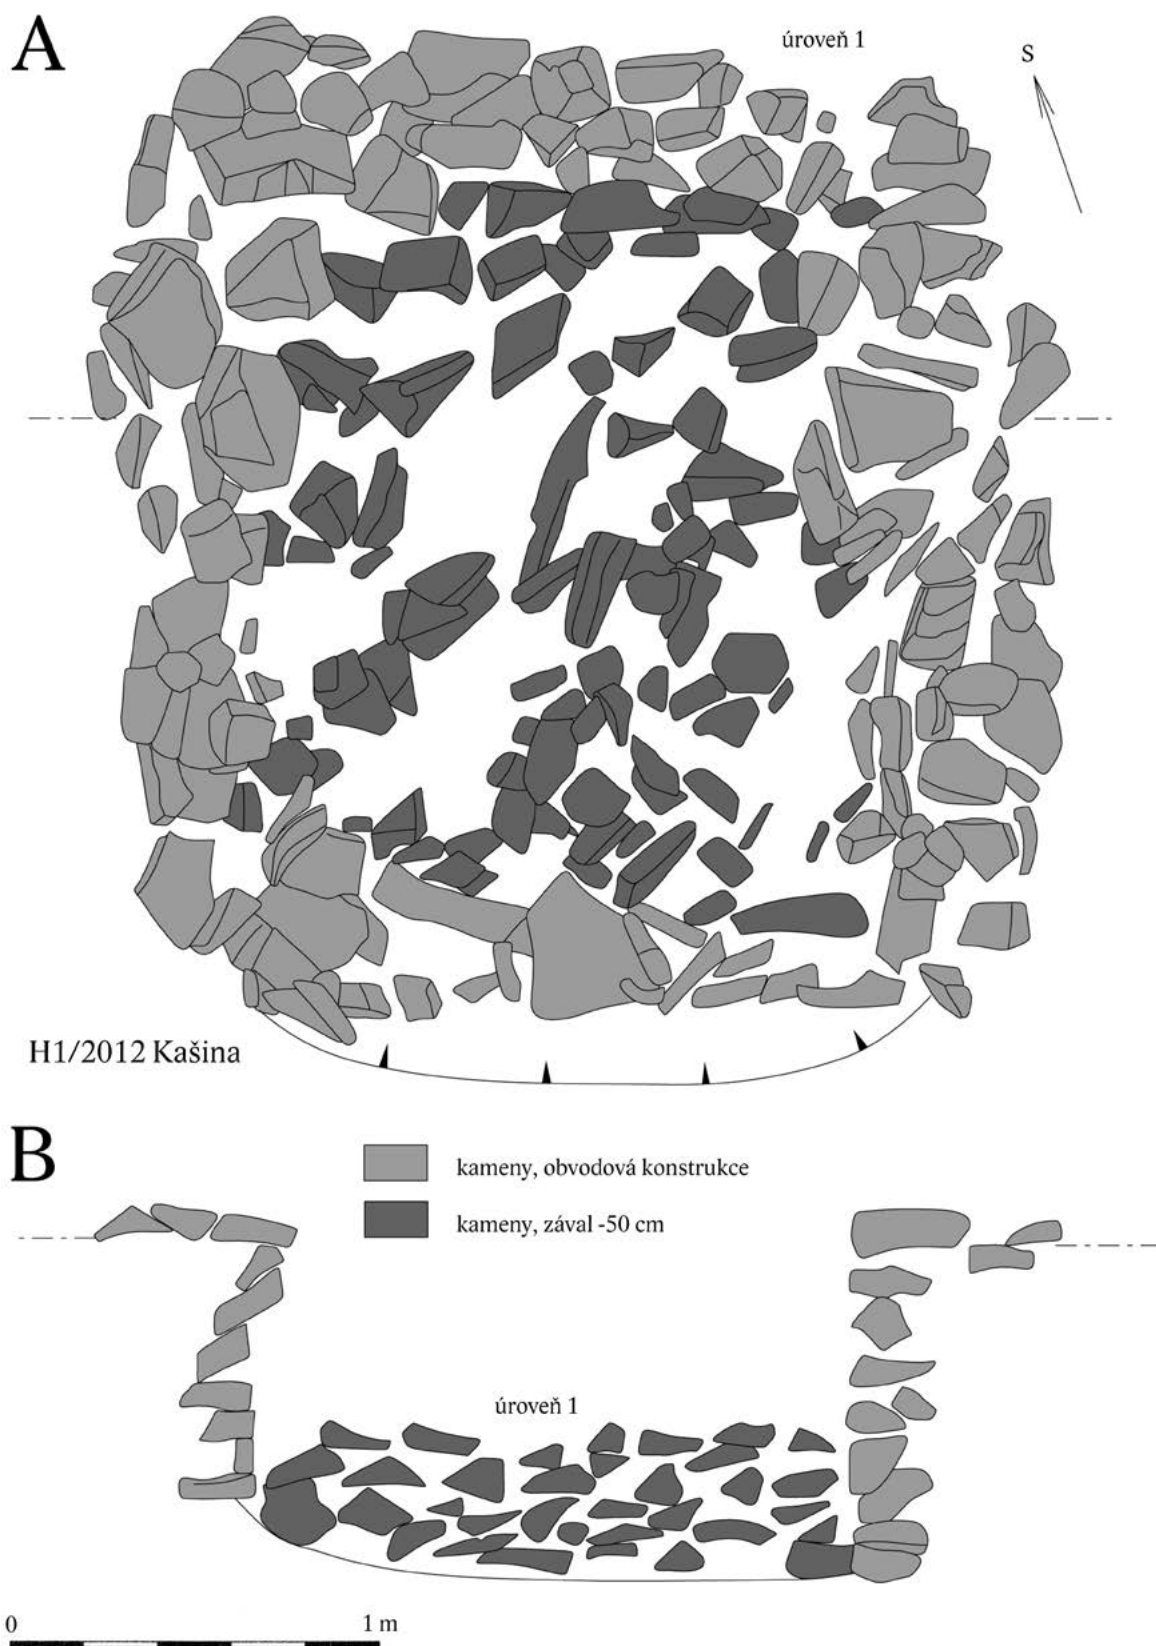 A
úroveň 1
S
H1/2012 Kašina
B
kameny, obvodová konstrukce
kameny, zával -50 cm
úroveň 1
0 1 m